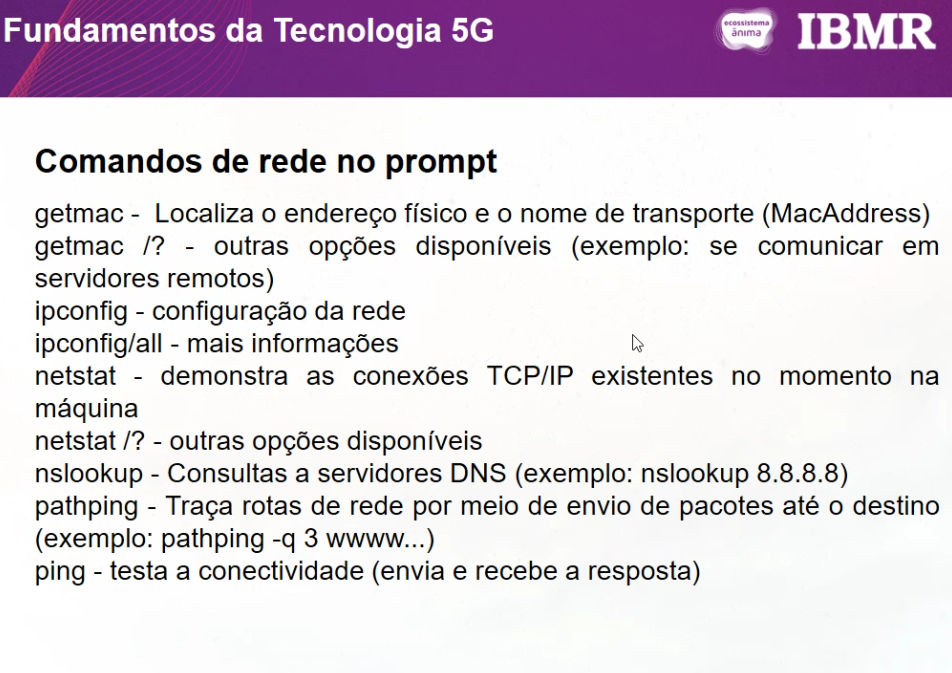 Fundamentos da Tecnologia 5G
ecossistema
ânima
IBMR
Comandos de rede no prompt
getmac - Localiza o endereço físico e o nome de transporte (MacAddress)
getmac /? - outras opções disponíveis (exemplo: se comunicar em
servidores remotos)
ipconfig - configuração da rede
ipconfig/all - mais informações
netstat - demonstra as conexões TCP/IP existentes no momento na
máquina
netstat /? - outras opções disponíveis
nslookup - Consultas a servidores DNS (exemplo: nslookup 8.8.8.8)
pathping - Traça rotas de rede por meio de envio de pacotes até o destino
(exemplo: pathping -q 3 wwww...)
ping - testa a conectividade (envia e recebe a resposta)